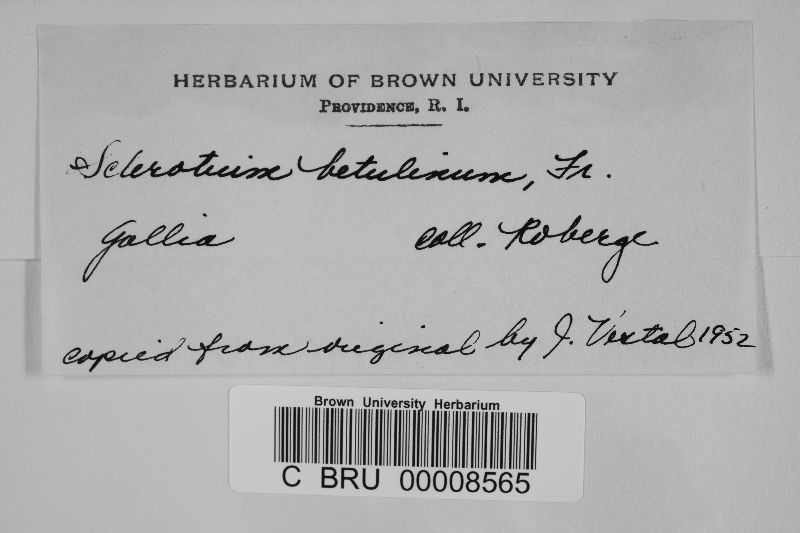 HERBARIUM OF BROWN UNIVERSITY
PROVIDENCE, R. I.
Sclerotium betulinum, Fr.
Gallia coll. Roberge
copied from original by J. Vestal 1952
Brown University Herbarium
C BRU 00008565